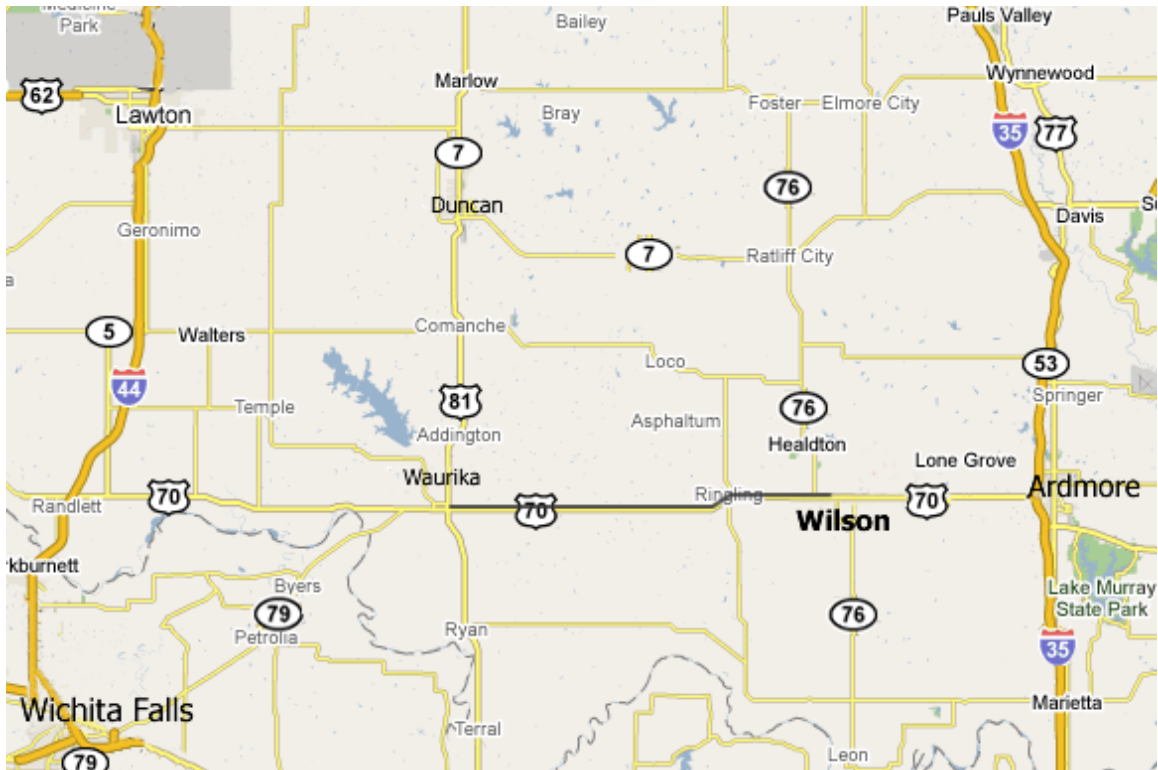 Medicine
Park
Bailey
Pauls Valley
62
Marlow
Wynnewood
Lawton
Foster
Elmore City
Bray
35
77
7
76
Duncan
Davis
Geronimo
7
Ratliff City
5
Walters
Comanche
Loco
53
44
81
76
Springer
Temple
Asphaltum
Addington
Healdton
Waurika
Lone Grove
Ardmore
Randlett
70
70
Ringling
70
Wilson
rkburnett
Byers
Lake Murray
State Park
79
76
Petrolia
Ryan
35
Wichita Falls
Marietta
Terral
Leon
79